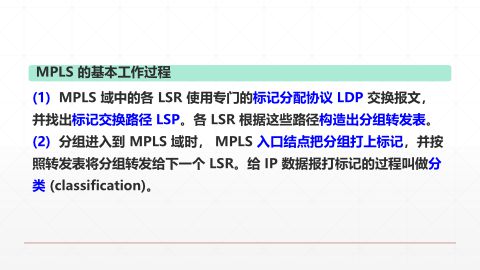 MPLS 的基本工作过程
(1) MPLS 域中的各 LSR 使用专门的标记分配协议 LDP 交换报文，
并找出标记交换路径 LSP。各 LSR 根据这些路径构造出分组转发表。
(2) 分组进入到 MPLS 域时， MPLS 入口结点把分组打上标记，并按
照转发表将分组转发给下一个 LSR。给 IP 数据报打标记的过程叫做分
类 (classification)。